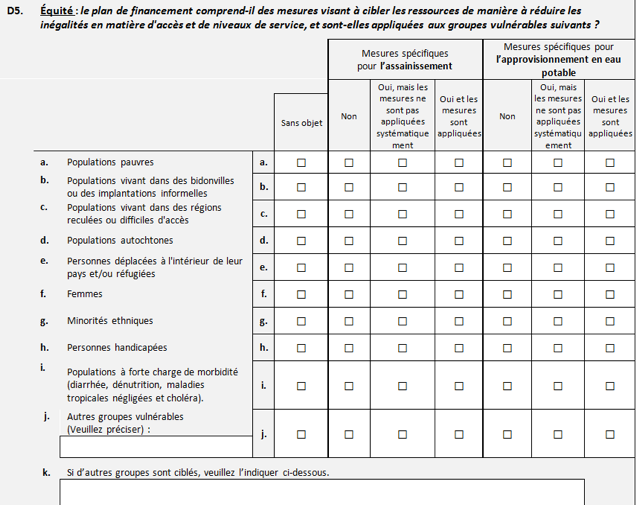 D5. Équité : le plan de financement comprend-il des mesures visant à cibler les ressources de manière à réduire les
inégalités en matière d'accès et de niveaux de service, et sont-elles appliquées aux groupes vulnérables suivants ?
Mesures spécifiques
pour l'assainissement
Mesures spécifiques pour
l'approvisionnement en eau
potable
Sans objet
Non
Oui, mais les
mesures ne
sont pas
appliquées
systématique
ment
Oui et les
mesures
sont
appliquées
Non
Oui, mais
les mesures
ne sont pas
appliquées
systématiqu
ement
Oui et les
mesures
sont
appliquées
a. Populations pauvres a. ☐ ☐ ☐ ☐ ☐ ☐ ☐
b. Populations vivant dans des bidonvilles
ou des implantations informelles b. ☐ ☐ ☐ ☐ ☐ ☐ ☐
c. Populations vivant dans des régions
reculées ou difficiles d'accès c. ☐ ☐ ☐ ☐ ☐ ☐ ☐
d. Populations autochtones d. ☐ ☐ ☐ ☐ ☐ ☐ ☐
e. Personnes déplacées à l'intérieur de leur
pays et/ou réfugiées e. ☐ ☐ ☐ ☐ ☐ ☐ ☐
f. Femmes f. ☐ ☐ ☐ ☐ ☐ ☐ ☐
g. Minorités ethniques g. ☐ ☐ ☐ ☐ ☐ ☐ ☐
h. Personnes handicapées h. ☐ ☐ ☐ ☐ ☐ ☐ ☐
i. Populations à forte charge de morbidité
(diarrhée, dénutrition, maladies
tropicales négligées et choléra). i. ☐ ☐ ☐ ☐ ☐ ☐ ☐
j. Autres groupes vulnérables
(Veuillez préciser) : j. ☐ ☐ ☐ ☐ ☐ ☐ ☐
k. Si d'autres groupes sont ciblés, veuillez l'indiquer ci-dessous.